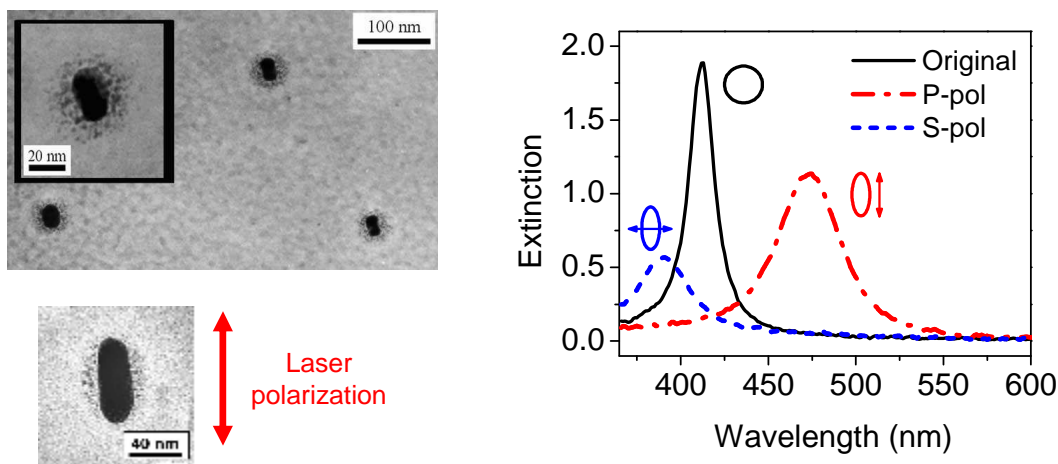 100 nm
20 nm
40 nm
Laser
polarization
2.0
1.5
1.0
0.5
0.0
Extinction
Original
P-pol
S-pol
400 450 500 550 600
Wavelength (nm)